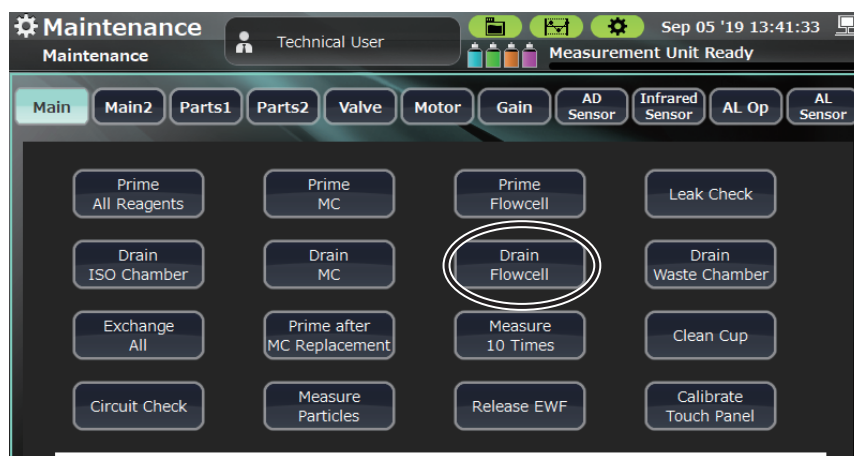 Maintenance
Maintenance
Technical User
Sep 05 '19 13:41:33
Measurement Unit Ready
Main
Main2
Parts1
Parts2
Valve
Motor
Gain
AD
Sensor
Infrared
Sensor
AL Op
AL
Sensor
Prime
All Reagents
Prime
MC
Prime
Flowcell
Leak Check
Drain
ISO Chamber
Drain
MC
Drain
Flowcell
Drain
Waste Chamber
Exchange
All
Prime after
MC Replacement
Measure
10 Times
Clean Cup
Circuit Check
Measure
Particles
Release EWF
Calibrate
Touch Panel